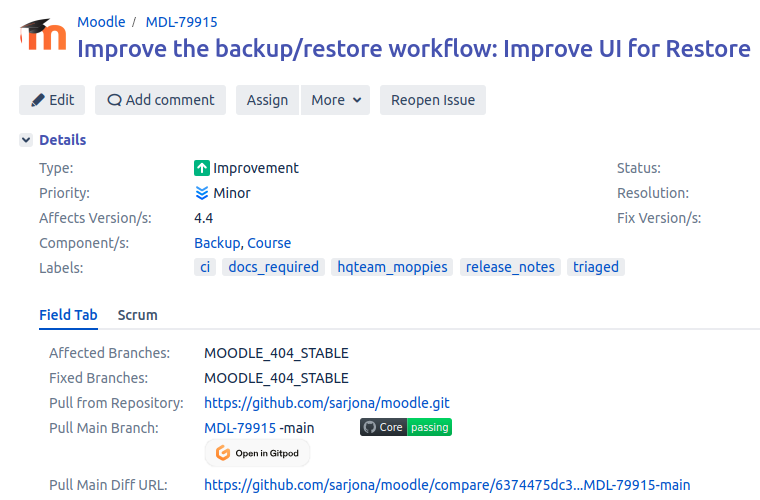 Moodle / MDL-79915
Improve the backup/restore workflow: Improve UI for Restore
Edit Add comment Assign More Reopen Issue
Details
Type: Improvement Status:
Priority: Minor Resolution:
Affects Version/s: 4.4 Fix Version/s:
Component/s: Backup, Course
Labels: ci docs_required hqteam_moppies release_notes triaged
Field Tab Scrum
Affected Branches: MOODLE_404_STABLE
Fixed Branches: MOODLE_404_STABLE
Pull from Repository: https://github.com/sarjona/moodle.git
Pull Main Branch: MDL-79915 -main Core passing
Open in Gitpod
Pull Main Diff URL: https://github.com/sarjona/moodle/compare/6374475dc3...MDL-79915-main